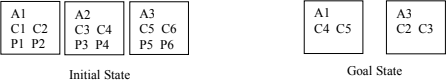 A1 A2 A3 A1 A3
C1 C2 C3 C4 C5 C6 C4 C5 C2 C3
P1 P2 P3 P4 P5 P6
Initial State Goal State